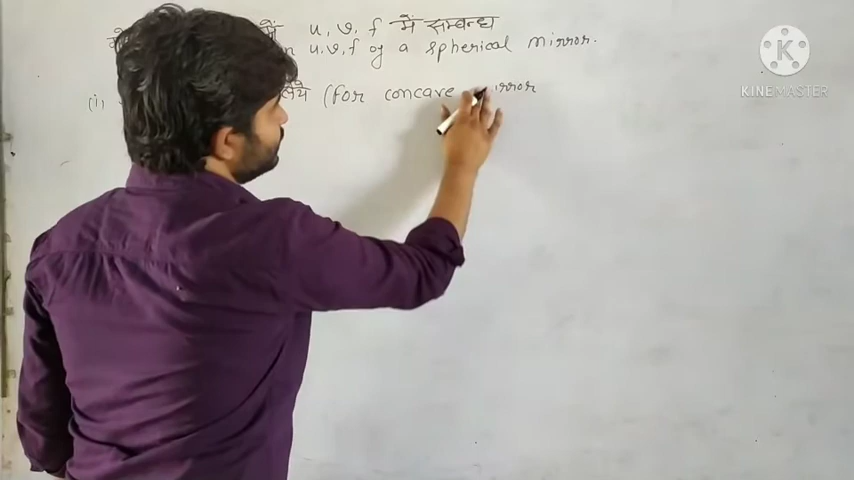 में u, v, f में सम्बन्ध
u.v.f of a spherical mirror.
(i) (for concave mirror
KINEMASTER